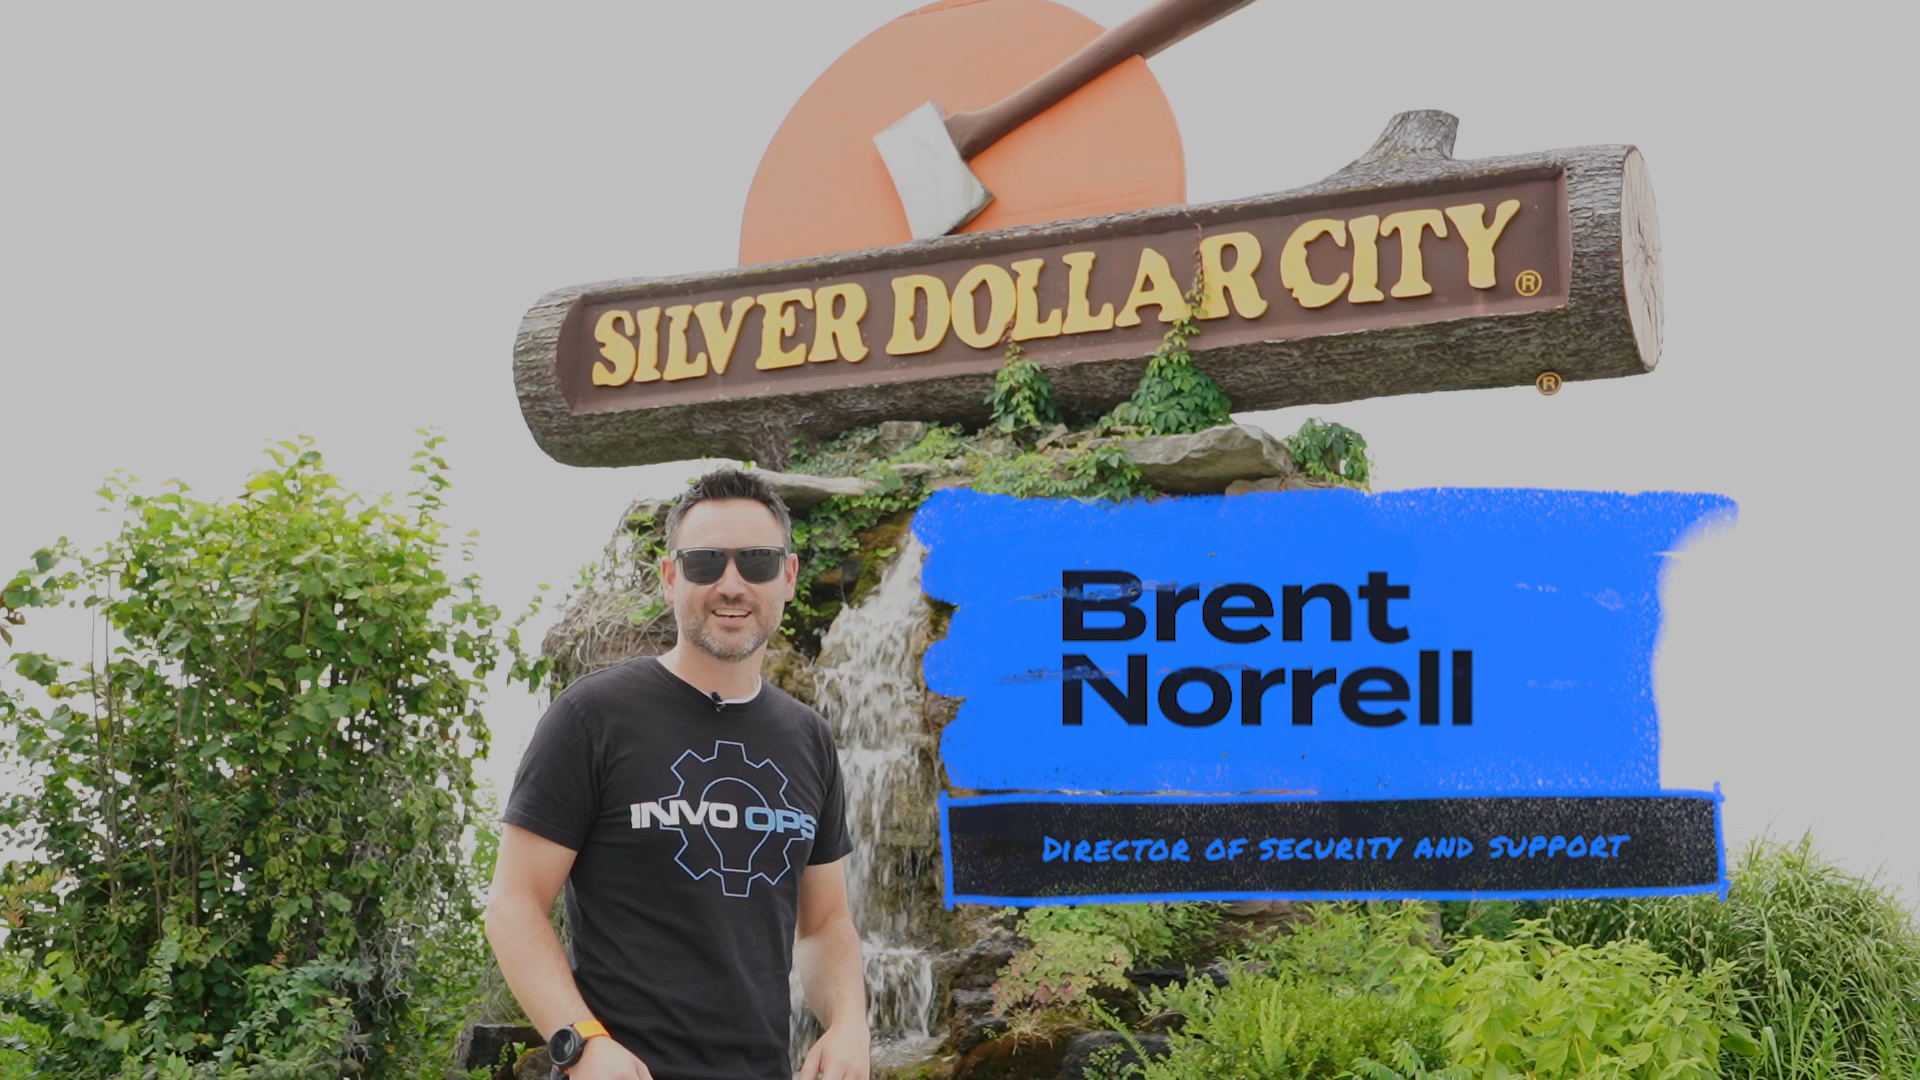 SILVER DOLLAR CITY®
®
Brent
Norrell
DIRECTOR OF SECURITY AND SUPPORT
INVO OPS